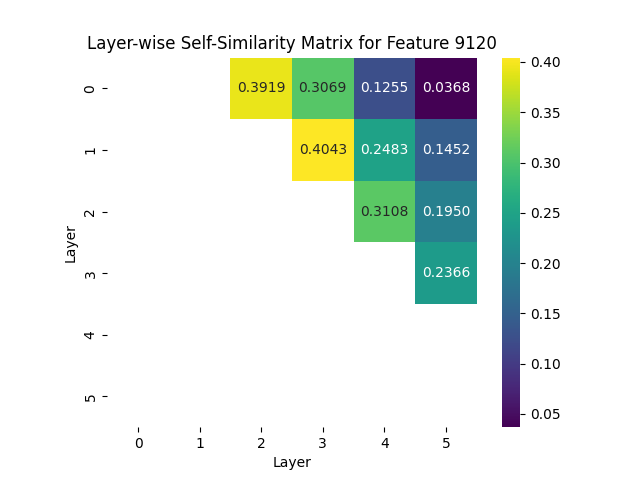 Layer-wise Self-Similarity Matrix for Feature 9120
0 0.3919 0.3069 0.1255 0.0368
1 0.4043 0.2483 0.1452
2 0.3108 0.1950
3 0.2366
4
5
Layer
0 1 2 3 4 5
Layer
0.40
0.35
0.30
0.25
0.20
0.15
0.10
0.05